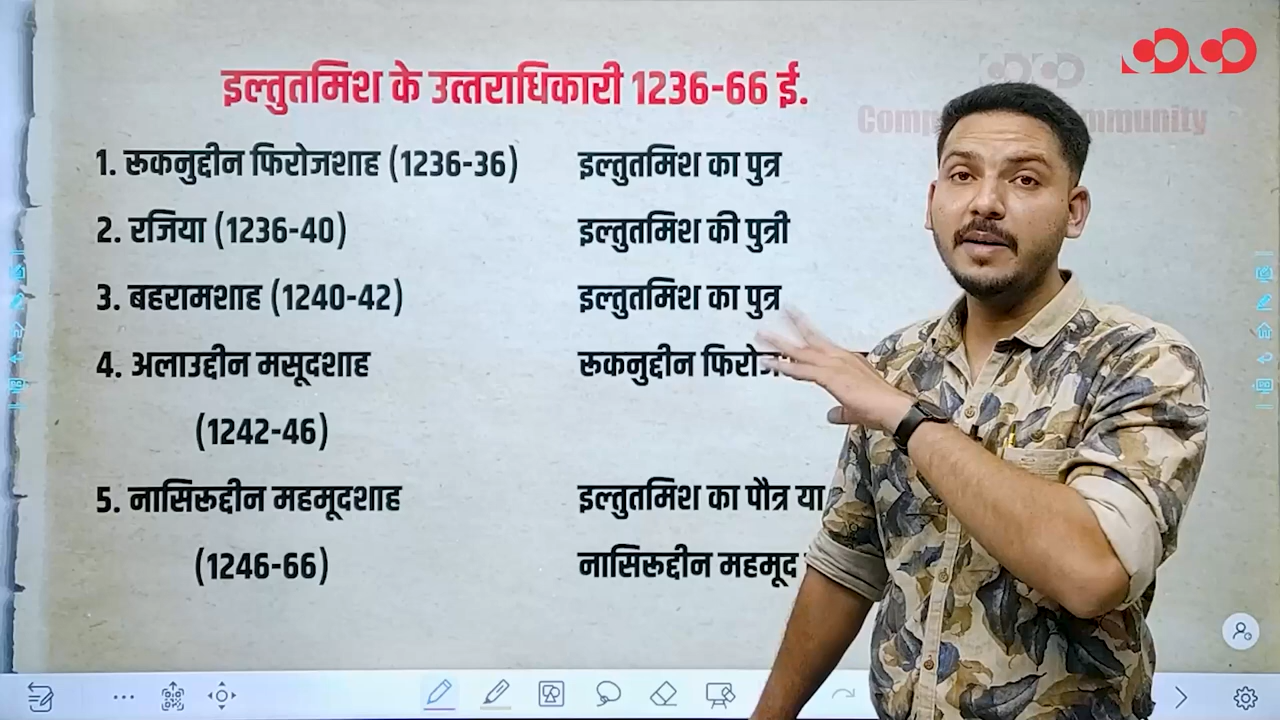 इल्तुतमिश के उत्तराधिकारी 1236-66 ई.
1. रूकनुद्दीन फिरोजशाह (1236-36) इल्तुतमिश का पुत्र
2. रजिया (1236-40) इल्तुतमिश की पुत्री
3. बहरामशाह (1240-42) इल्तुतमिश का पुत्र
4. अलाउद्दीन मसूदशाह रूकनुद्दीन
(1242-46)
5. नासिरूद्दीन महमूदशाह इल्तुतमिश का पौत्र या
(1246-66) नासिरूद्दीन महमूद